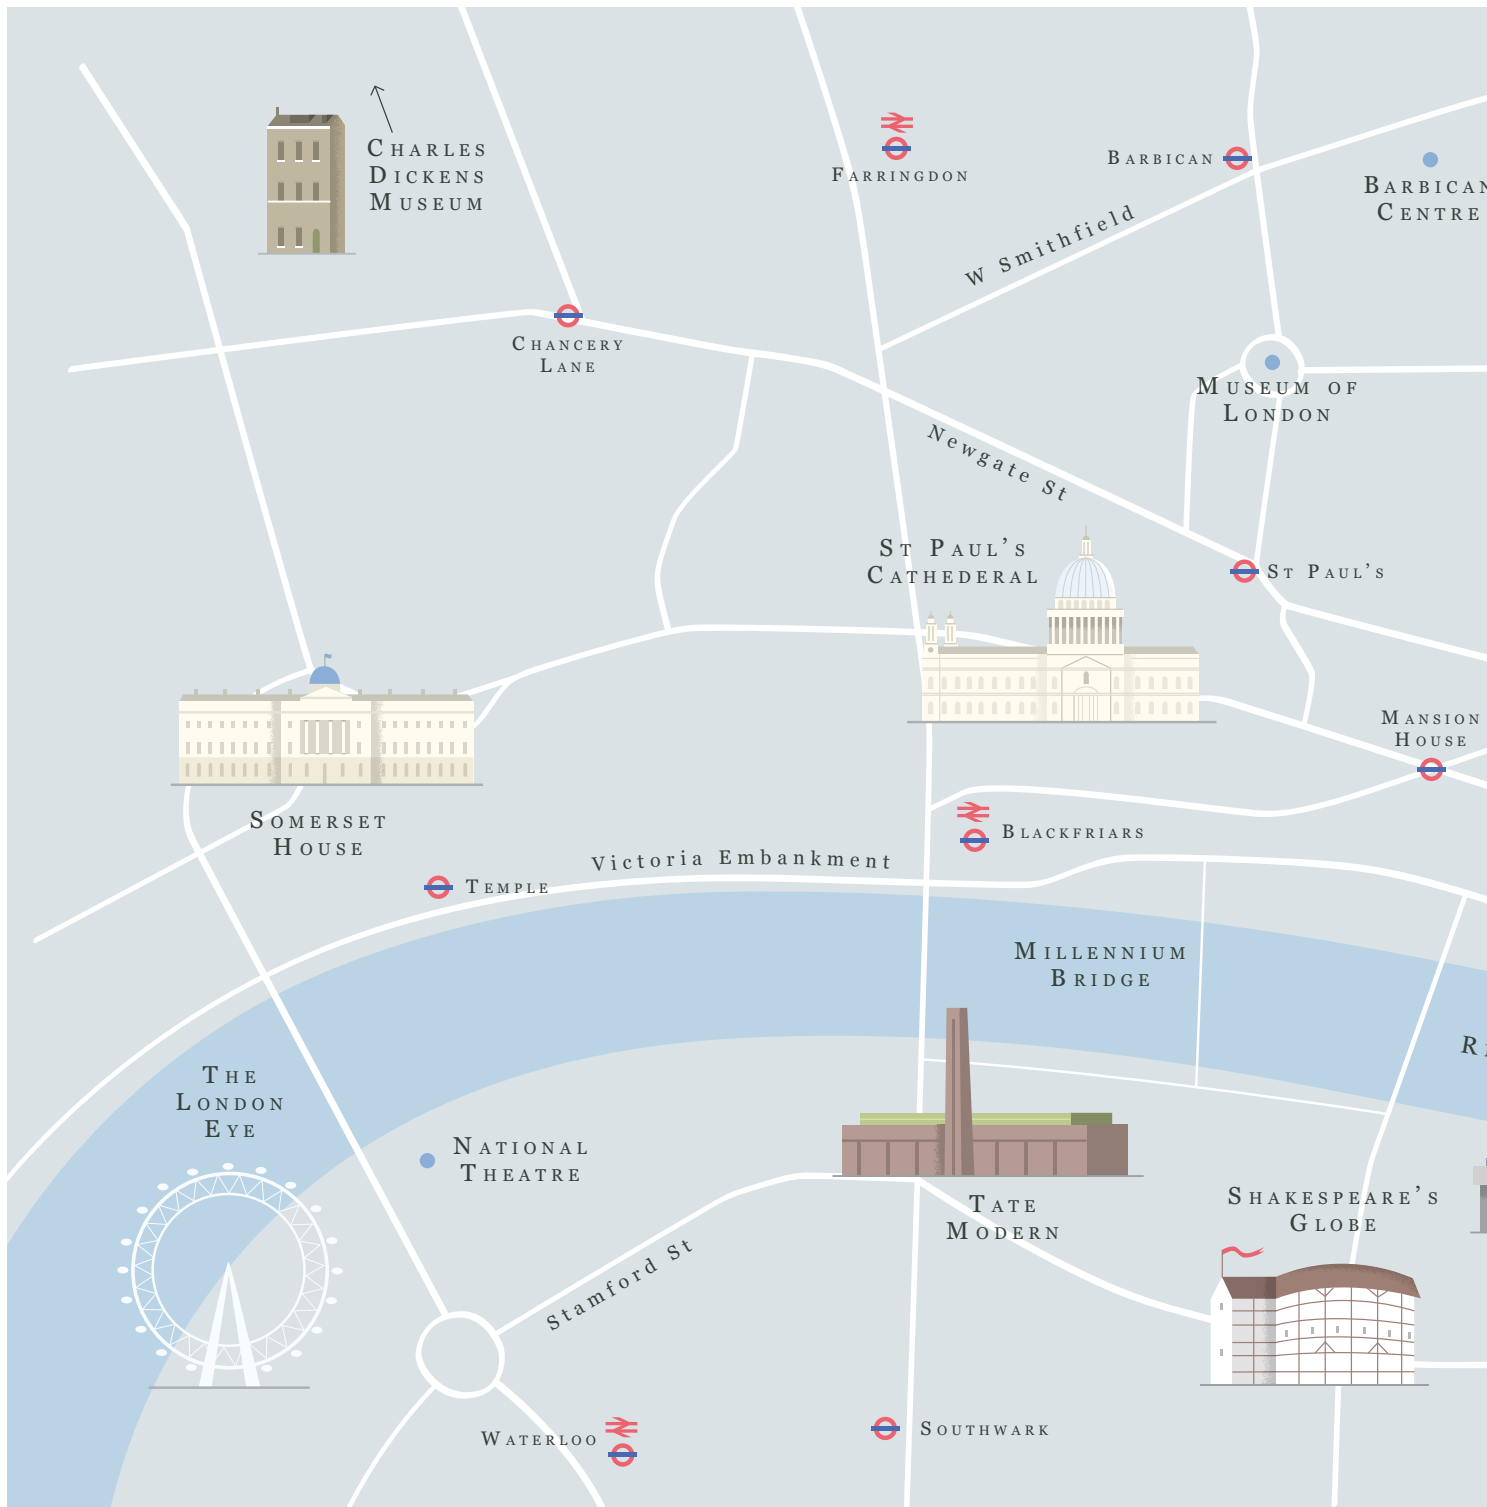 Charles
Dickens
Museum
Farringdon
Barbican
Barbican
Centre
W Smithfield
Chancery
Lane
Museum of
London
Newgate St
St Paul's
Cathederal
St Paul's
Mansion
House
Somerset
House
Blackfriars
Victoria Embankment
Temple
Millennium
Bridge
The
London
Eye
National
Theatre
Tate
Modern
Shakespeare's
Globe
Stamford St
Waterloo
Southwark